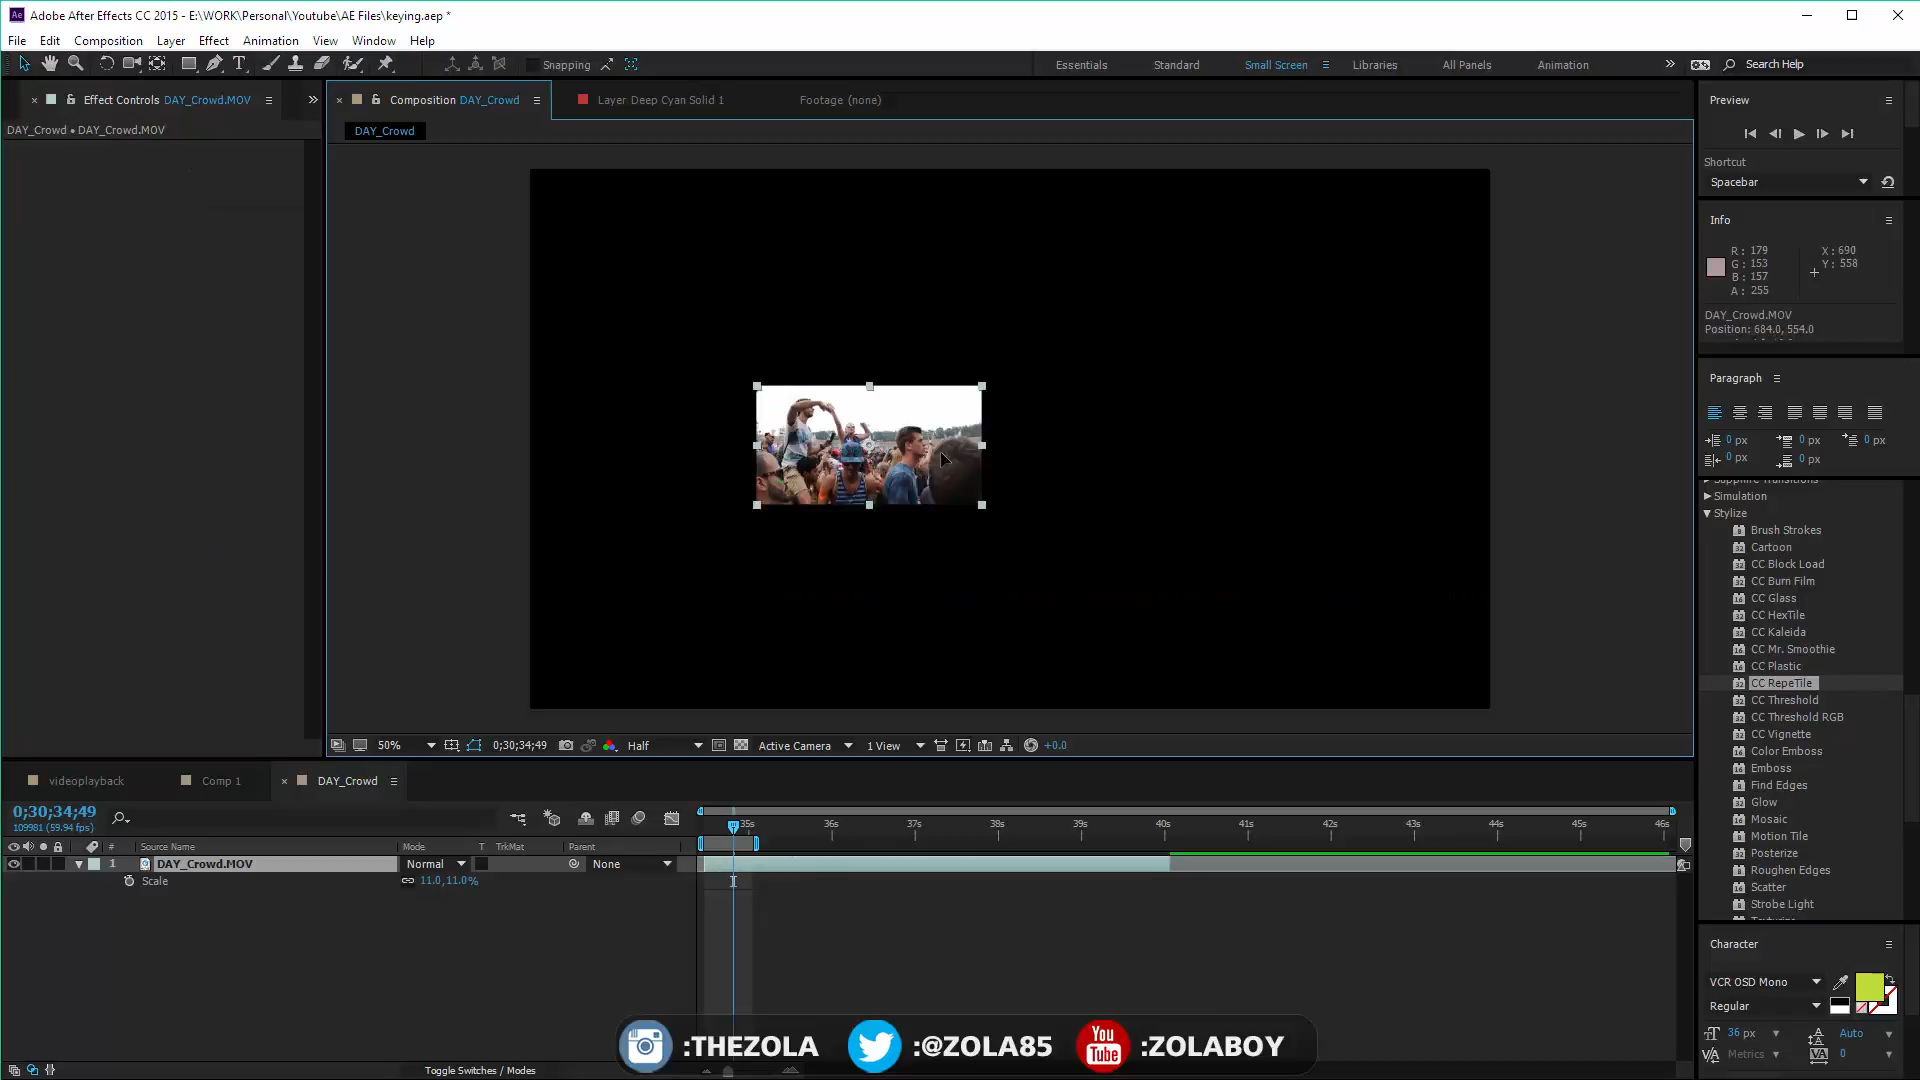 Adobe After Effects CC 2015 - E:\WORK\Personal\Youtube\AE Files\keying.aep *
File Edit Composition Layer Effect Animation View Window Help
Snapping
Essentials Standard Small Screen Libraries All Panels Animation Search Help
Effect Controls DAY_Crowd.MOV
DAY_Crowd • DAY_Crowd.MOV
Composition DAY_Crowd
Layer Deep Cyan Solid 1
Footage (none)
DAY_Crowd
50% 0;30;34;49 Half Active Camera 1 View +0.0
Preview
Shortcut
Spacebar
Info
R : 179
G : 153
B : 157
A : 255
X : 690
Y : 558
DAY_Crowd.MOV
Position: 684.0, 554.0
Paragraph
0 px 0 px 0 px
0 px 0 px
Simulation
Stylize
Brush Strokes
Cartoon
CC Block Load
CC Burn Film
CC Glass
CC HexTile
CC Kaleida
CC Mr. Smoothie
CC Plastic
CC RepeTile
CC Threshold
CC Threshold RGB
CC Vignette
Color Emboss
Emboss
Find Edges
Glow
Mosaic
Motion Tile
Posterize
Roughen Edges
Scatter
Strobe Light
Character
VCR OSD Mono
Regular
36 px Auto
Metrics 0
videoplayback Comp 1 DAY_Crowd
0;30;34;49
109981 (59.94 fps)
35s 36s 37s 38s 39s 40s 41s 42s 43s 44s 45s 46s
# Source Name Mode T TrkMat Parent
1 DAY_Crowd.MOV Normal None
Scale 11.0,11.0%
Toggle Switches / Modes
:THEZOLA :@ZOLA85 You Tube :ZOLABOY